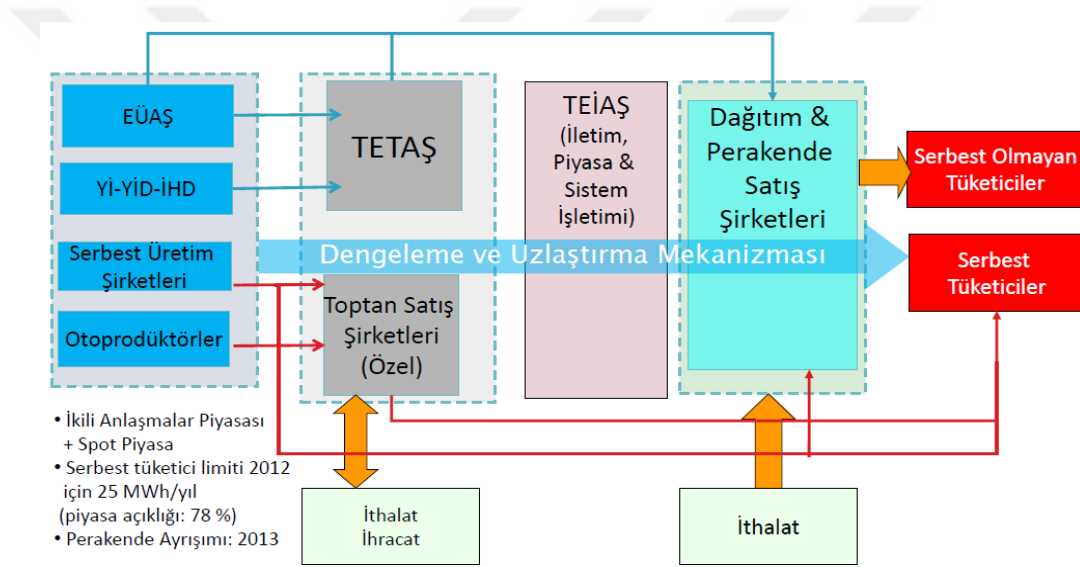 EÜAŞ
Yİ-YİD-İHD
Serbest Üretim
Şirketleri
Otoprodüktörler
TETAŞ
Toptan Satış
Şirketleri
(Özel)
TEİAŞ
(İletim,
Piyasa &
Sistem
İşletimi)
Dağıtım &
Perakende
Satış
Şirketleri
Dengeleme ve Uzlaştırma Mekanizması
Serbest Olmayan
Tüketiciler
Serbest
Tüketiciler
• İkili Anlaşmalar Piyasası
+ Spot Piyasa
• Serbest tüketici limiti 2012
için 25 MWh/yıl
(piyasa açıklığı: 78 %)
• Perakende Ayrışımı: 2013
İthalat
İhracat
İthalat